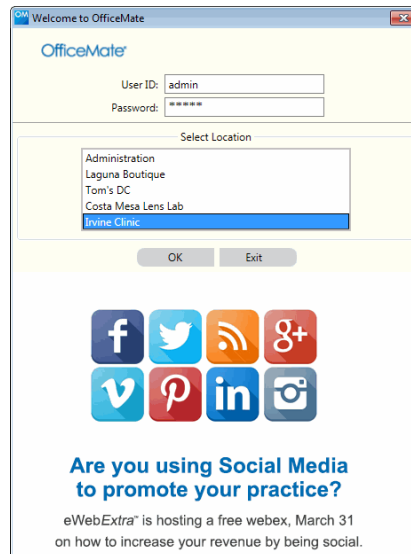 OM Welcome to OfficeMate
OfficeMate
User ID: admin
Password: *****
Select Location
Administration
Laguna Boutique
Tom's DC
Costa Mesa Lens Lab
Irvine Clinic
OK Exit
f g+
v p in
Are you using Social Media
to promote your practice?
eWebExtra™ is hosting a free webex, March 31
on how to increase your revenue by being social.